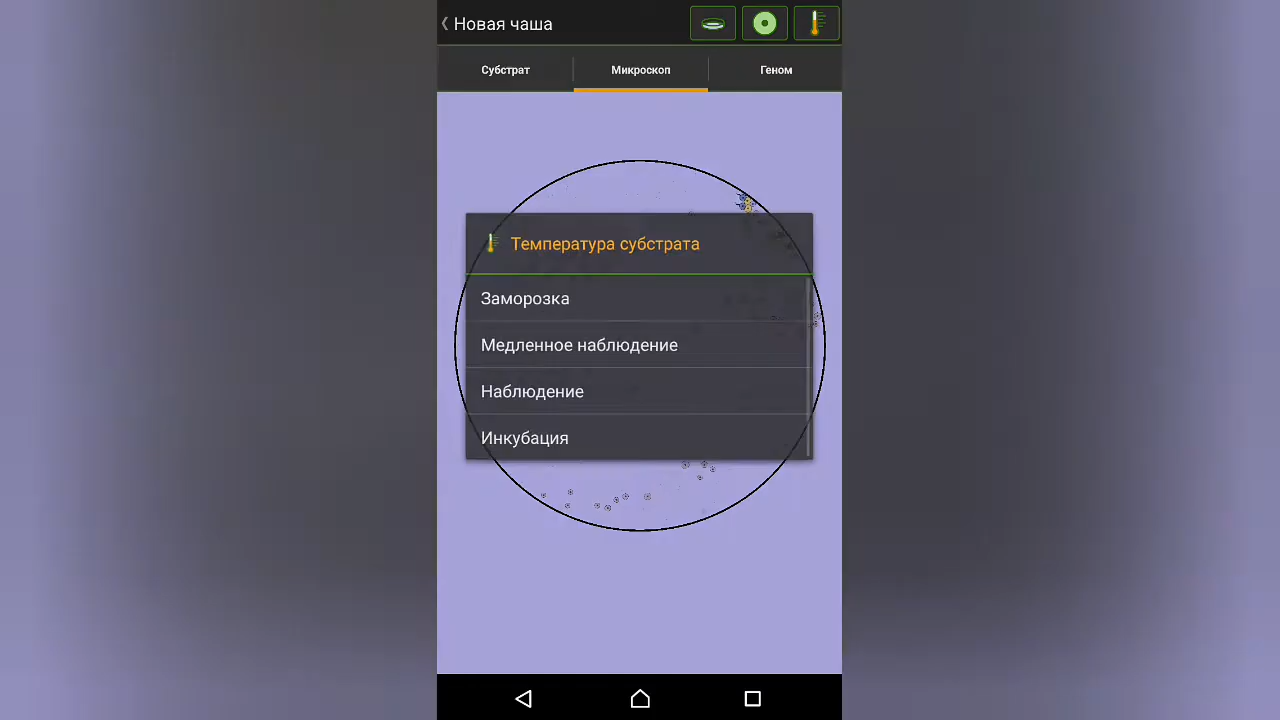 Новая чаша
Субстрат
Микроскоп
Геном
Температура субстрата
Заморозка
Медленное наблюдение
Наблюдение
Инкубация